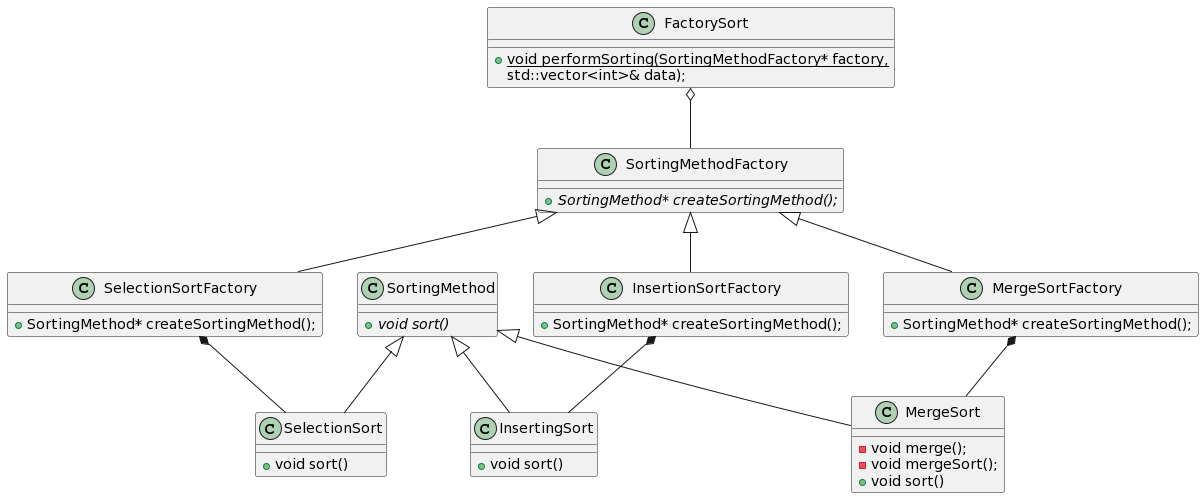 C FactorySort
void performSorting(SortingMethodFactory* factory,
std::vector<int>& data);
C SortingMethodFactory
SortingMethod* createSortingMethod();
C SelectionSortFactory
SortingMethod* createSortingMethod();
C SortingMethod
void sort()
C InsertionSortFactory
SortingMethod* createSortingMethod();
C MergeSortFactory
SortingMethod* createSortingMethod();
C SelectionSort
void sort()
C InsertingSort
void sort()
C MergeSort
void merge();
void mergeSort();
void sort()